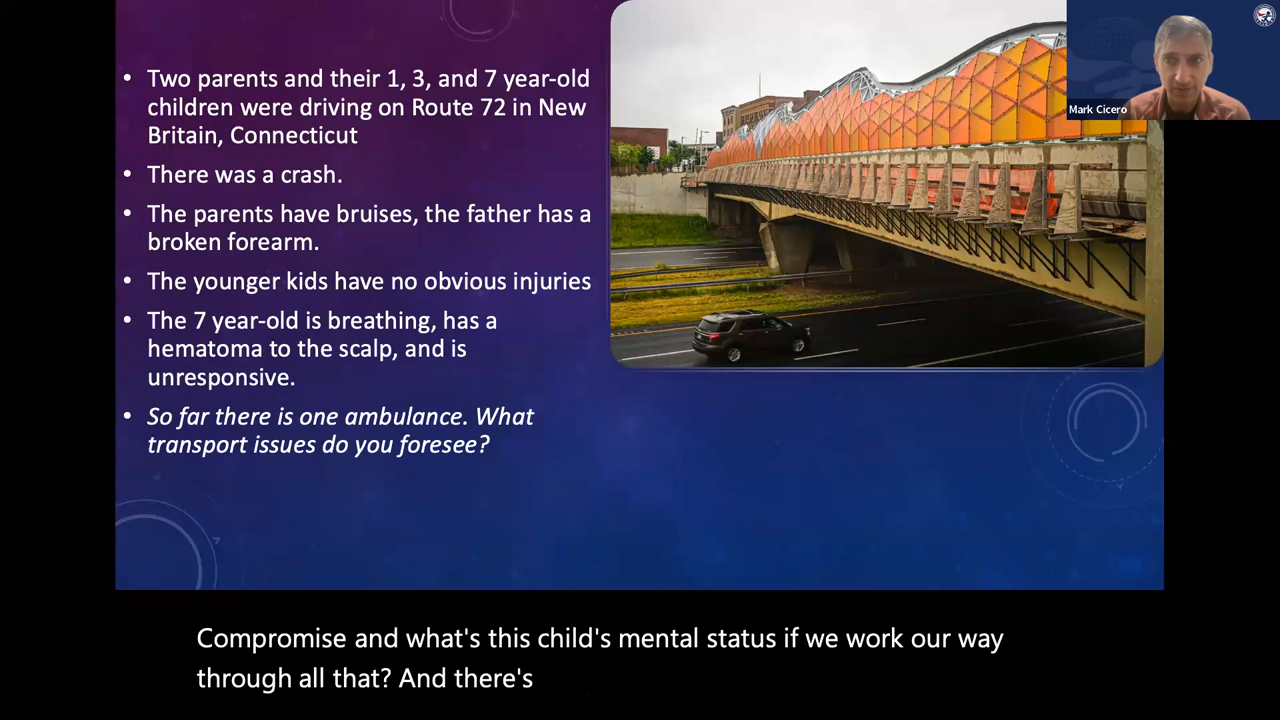 • Two parents and their 1, 3, and 7 year-old
children were driving on Route 72 in New
Britain, Connecticut
• There was a crash.
• The parents have bruises, the father has a
broken forearm.
• The younger kids have no obvious injuries
• The 7 year-old is breathing, has a
hematoma to the scalp, and is
unresponsive.
• So far there is one ambulance. What
transport issues do you foresee?
Mark Cicero
Compromise and what's this child's mental status if we work our way
through all that? And there's